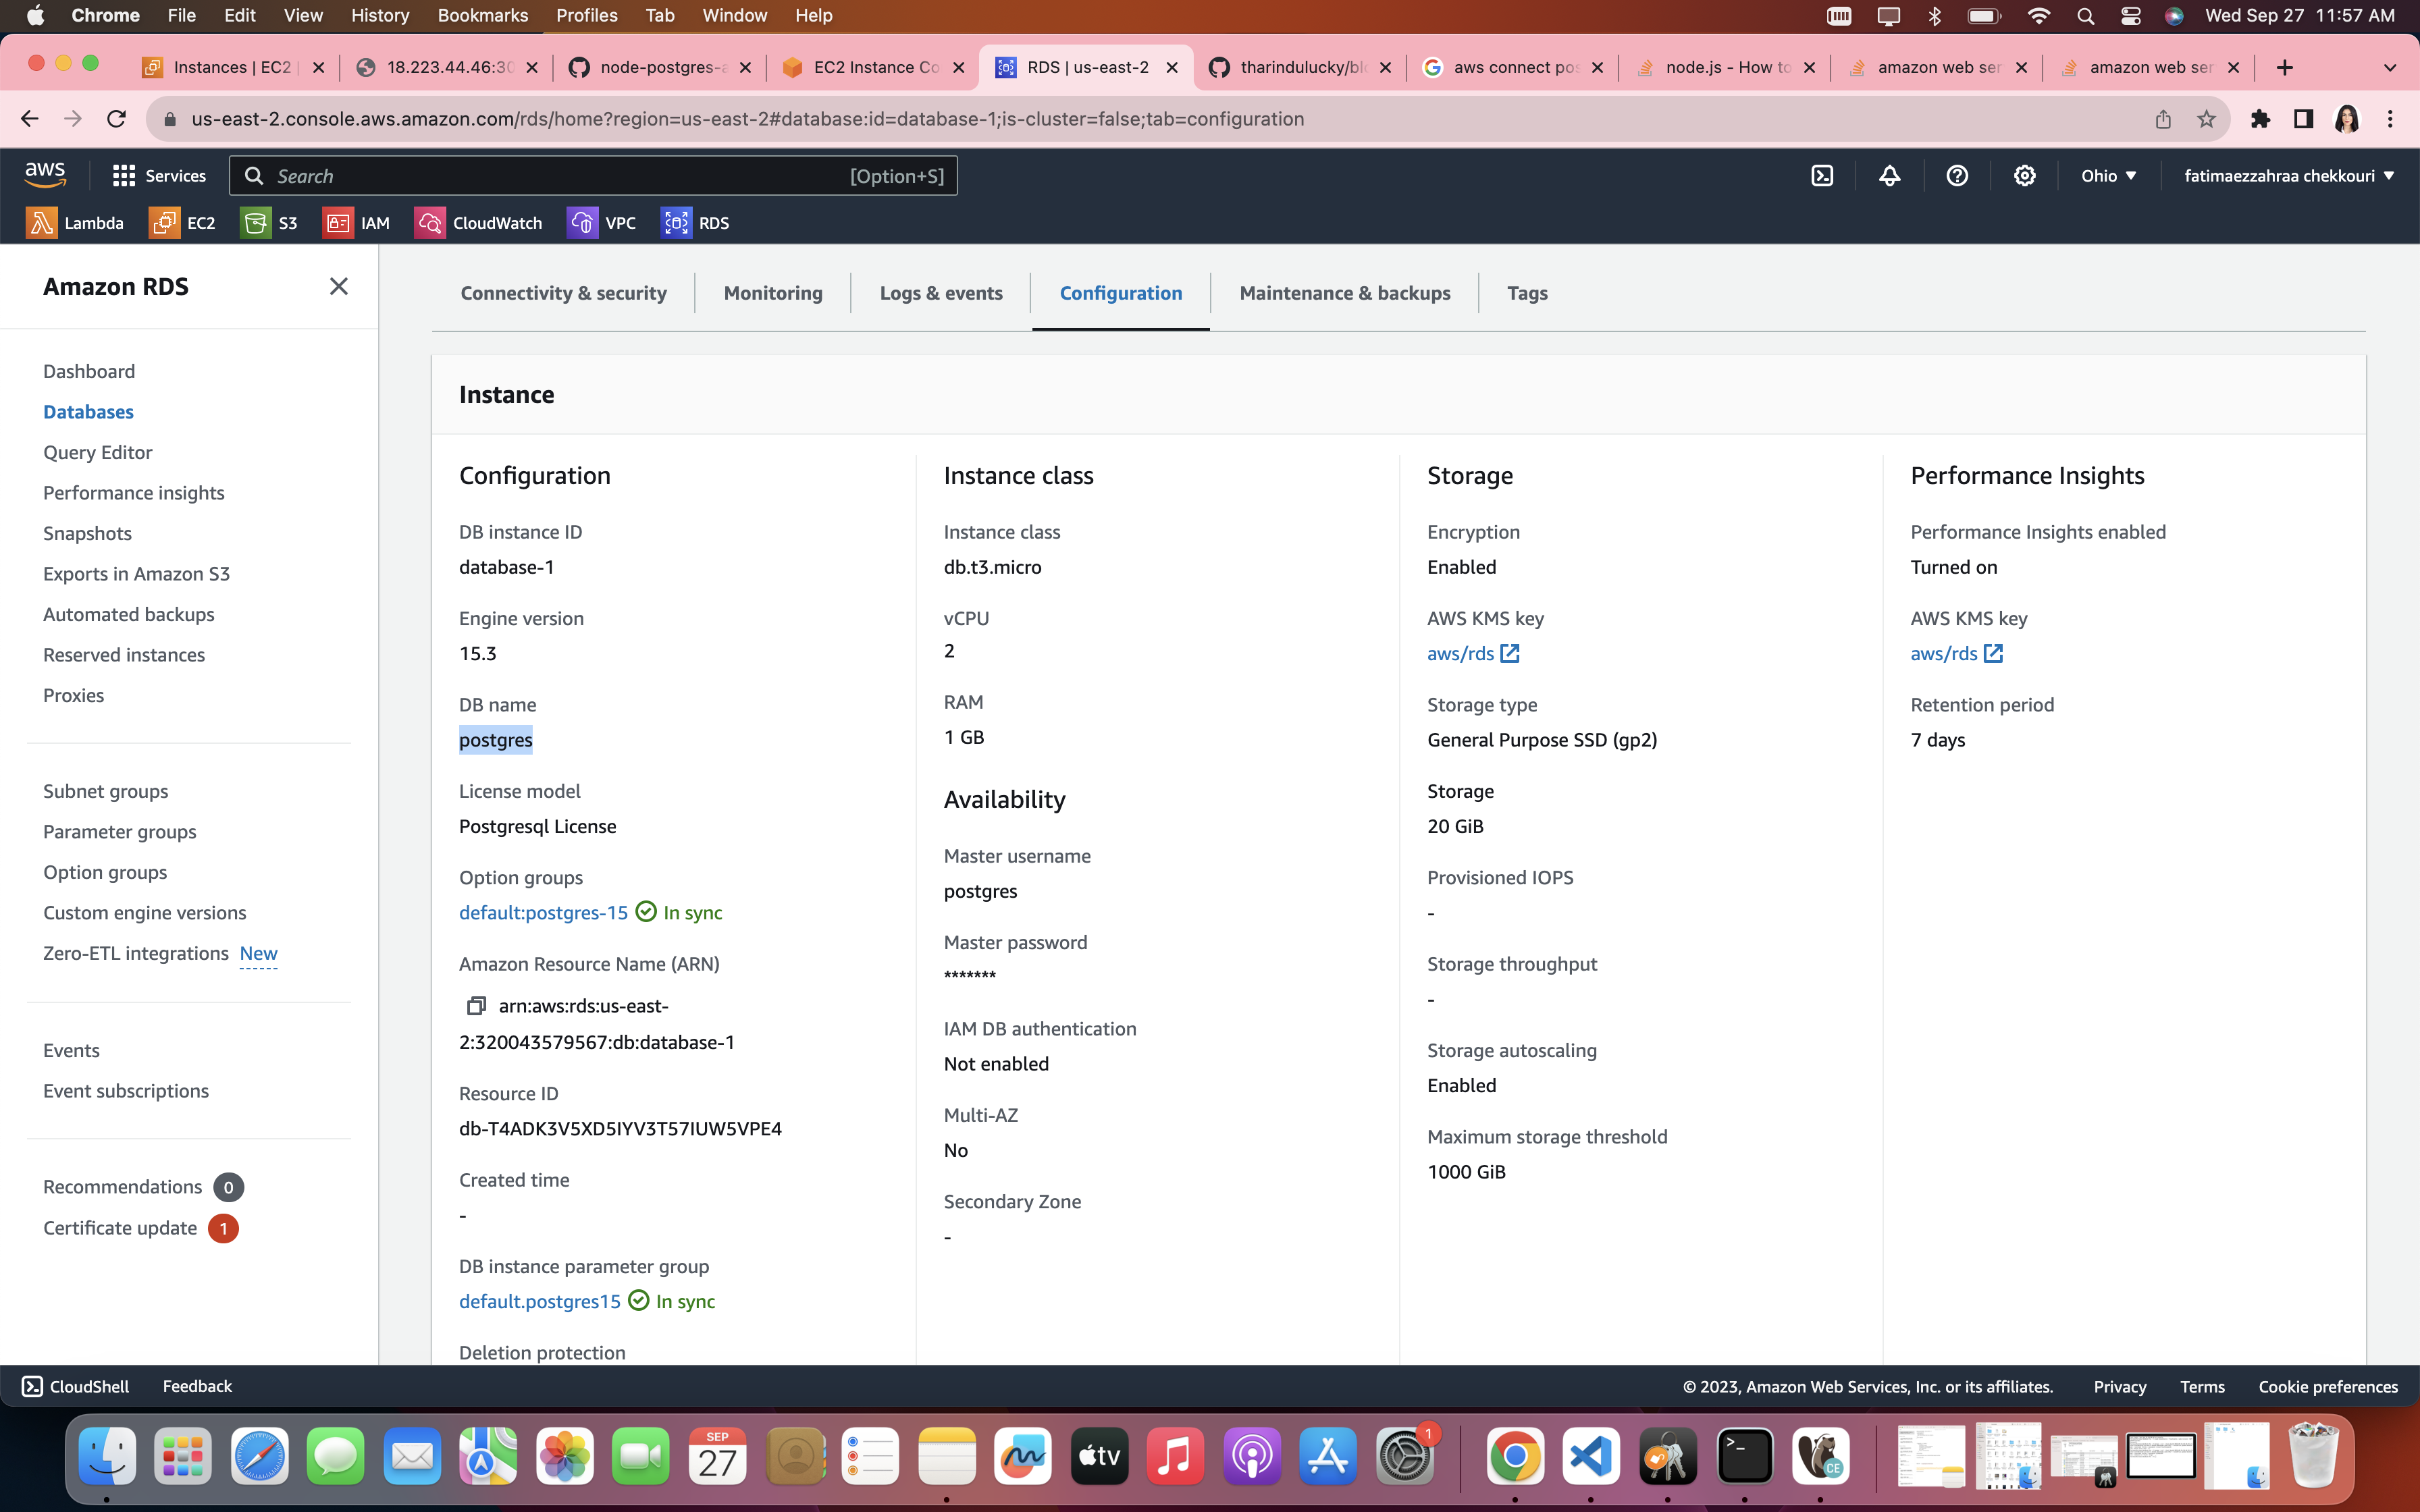 Chrome File Edit View History Bookmarks Profiles Tab Window Help
Wed Sep 27 11:57 AM
Instances | EC2 |
18.223.44.46:30
node-postgres-a
EC2 Instance Co
RDS | us-east-2
tharindulucky/blo
aws connect pos
node.js - How to
amazon web ser
amazon web ser
us-east-2.console.aws.amazon.com/rds/home?region=us-east-2#database:id=database-1;is-cluster=false;tab=configuration
aws
Services
Search
[Option+S]
Ohio
fatimaezzahraa chekkouri
Lambda EC2 S3 IAM CloudWatch VPC RDS
Amazon RDS
Dashboard
Databases
Query Editor
Performance insights
Snapshots
Exports in Amazon S3
Automated backups
Reserved instances
Proxies
Subnet groups
Parameter groups
Option groups
Custom engine versions
Zero-ETL integrations New
Events
Event subscriptions
Recommendations 0
Certificate update 1
Connectivity & security
Monitoring
Logs & events
Configuration
Maintenance & backups
Tags
Instance
Configuration
DB instance ID
database-1
Engine version
15.3
DB name
postgres
License model
Postgresql License
Option groups
default:postgres-15 In sync
Amazon Resource Name (ARN)
arn:aws:rds:us-east-
2:320043579567:db:database-1
Resource ID
db-T4ADK3V5XD5IYV3T57IUW5VPE4
Created time
-
DB instance parameter group
default.postgres15 In sync
Deletion protection
Instance class
Instance class
db.t3.micro
vCPU
2
RAM
1 GB
Availability
Master username
postgres
Master password
*******
IAM DB authentication
Not enabled
Multi-AZ
No
Secondary Zone
-
Storage
Encryption
Enabled
AWS KMS key
aws/rds
Storage type
General Purpose SSD (gp2)
Storage
20 GiB
Provisioned IOPS
-
Storage throughput
-
Storage autoscaling
Enabled
Maximum storage threshold
1000 GiB
Performance Insights
Performance Insights enabled
Turned on
AWS KMS key
aws/rds
Retention period
7 days
CloudShell
Feedback
© 2023, Amazon Web Services, Inc. or its affiliates.
Privacy
Terms
Cookie preferences
SEP
27
tv
1
CE